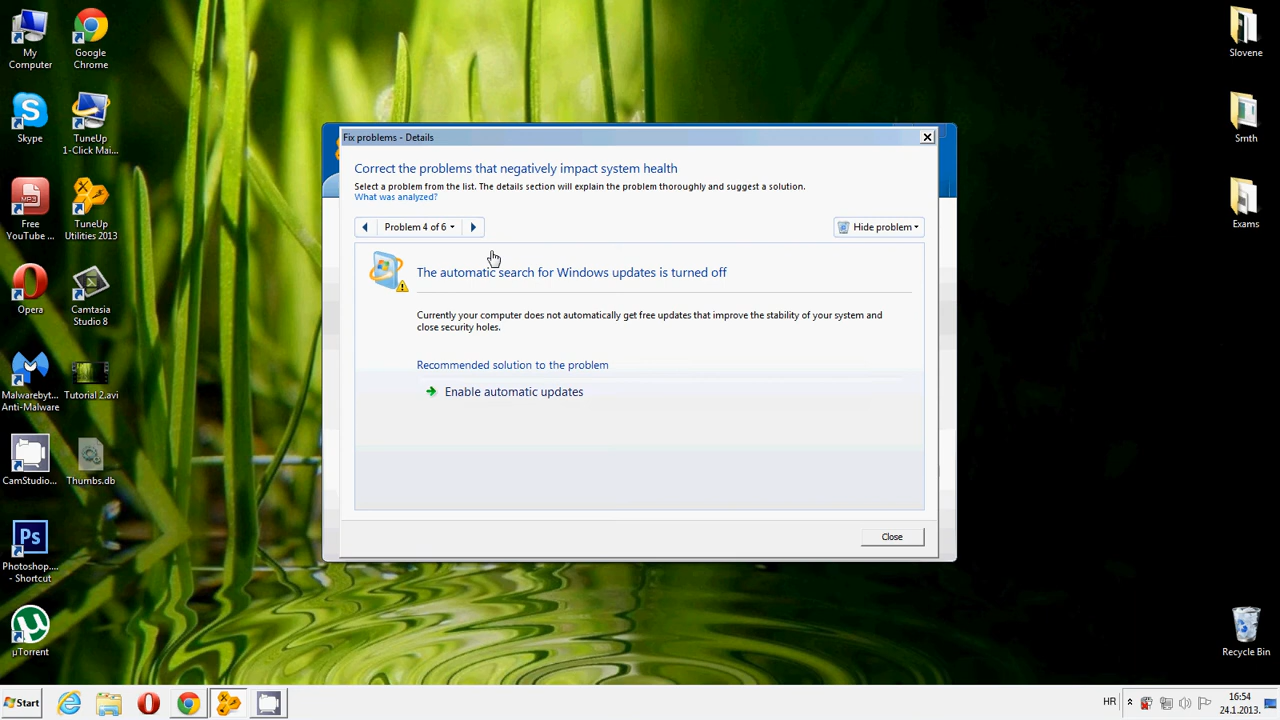 My
Computer
Google
Chrome
Skype
TuneUp
1-Click Mai...
Free
YouTube ...
TuneUp
Utilities 2013
Opera
Camtasia
Studio 8
Malwarebyt...
Anti-Malware
Tutorial 2.avi
CamStudio...
Thumbs.db
Ps
Photoshop....
- Shortcut
µTorrent
Slovene
Smth
Exams
Recycle Bin
MP3
Fix problems - Details
Correct the problems that negatively impact system health
Select a problem from the list. The details section will explain the problem thoroughly and suggest a solution.
What was analyzed?
Problem 4 of 6
Hide problem
The automatic search for Windows updates is turned off
Currently your computer does not automatically get free updates that improve the stability of your system and
close security holes.
Recommended solution to the problem
Enable automatic updates
Close
Start
HR
16:54
24.1.2013.